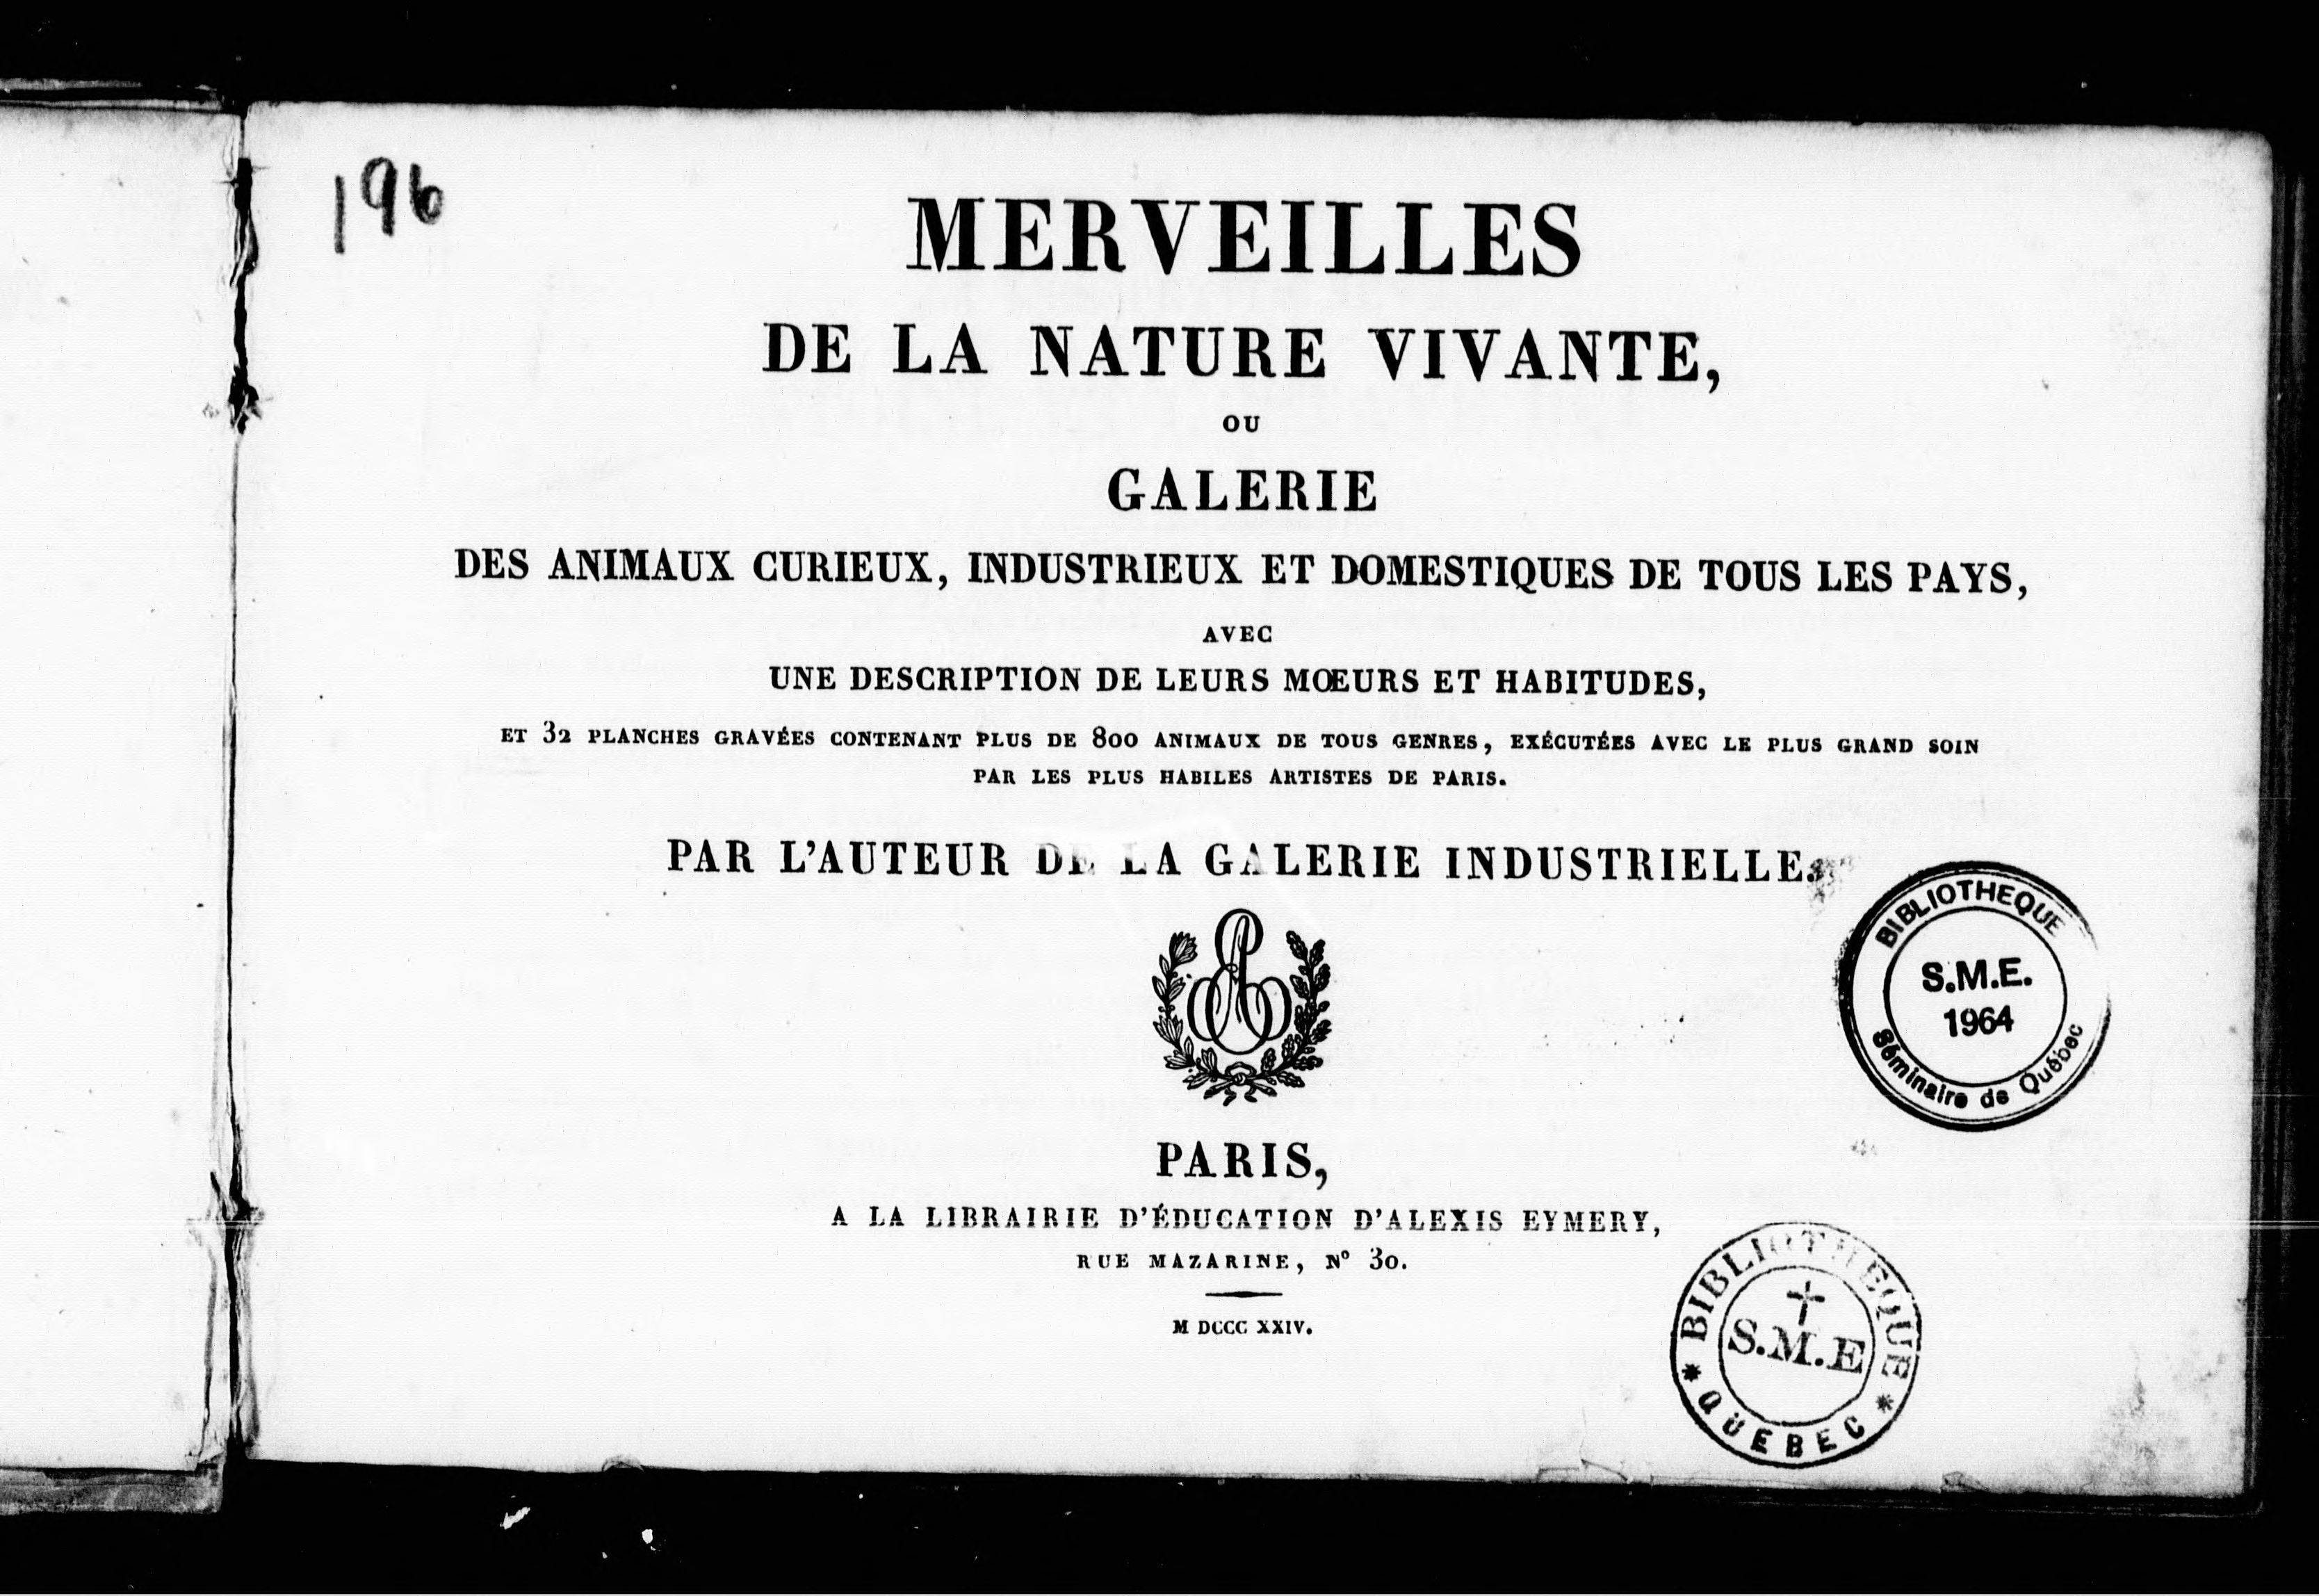 196
MERVEILLES
DE LA NATURE VIVANTE,
OU
GALERIE
DES ANIMAUX CURIEUX, INDUSTRIEUX ET DOMESTIQUES DE TOUS LES PAYS,
AVEC
UNE DESCRIPTION DE LEURS MŒURS ET HABITUDES,
ET 32 PLANCHES GRAVÉES CONTENANT PLUS DE 800 ANIMAUX DE TOUS GENRES, EXÉCUTÉES AVEC LE PLUS GRAND SOIN
PAR LES PLUS HABILES ARTISTES DE PARIS.
PAR L'AUTEUR DE LA GALERIE INDUSTRIELLE.
BIBLIOTHEQUE
S.M.E.
1964
Séminaire de Québec
PARIS,
A LA LIBRAIRIE D'ÉDUCATION D'ALEXIS EYMERY,
RUE MAZARINE, Nº 30.
M DCCC XXIV.
BIBLIOTHEQUE
S.M.E
* QUEBEC *